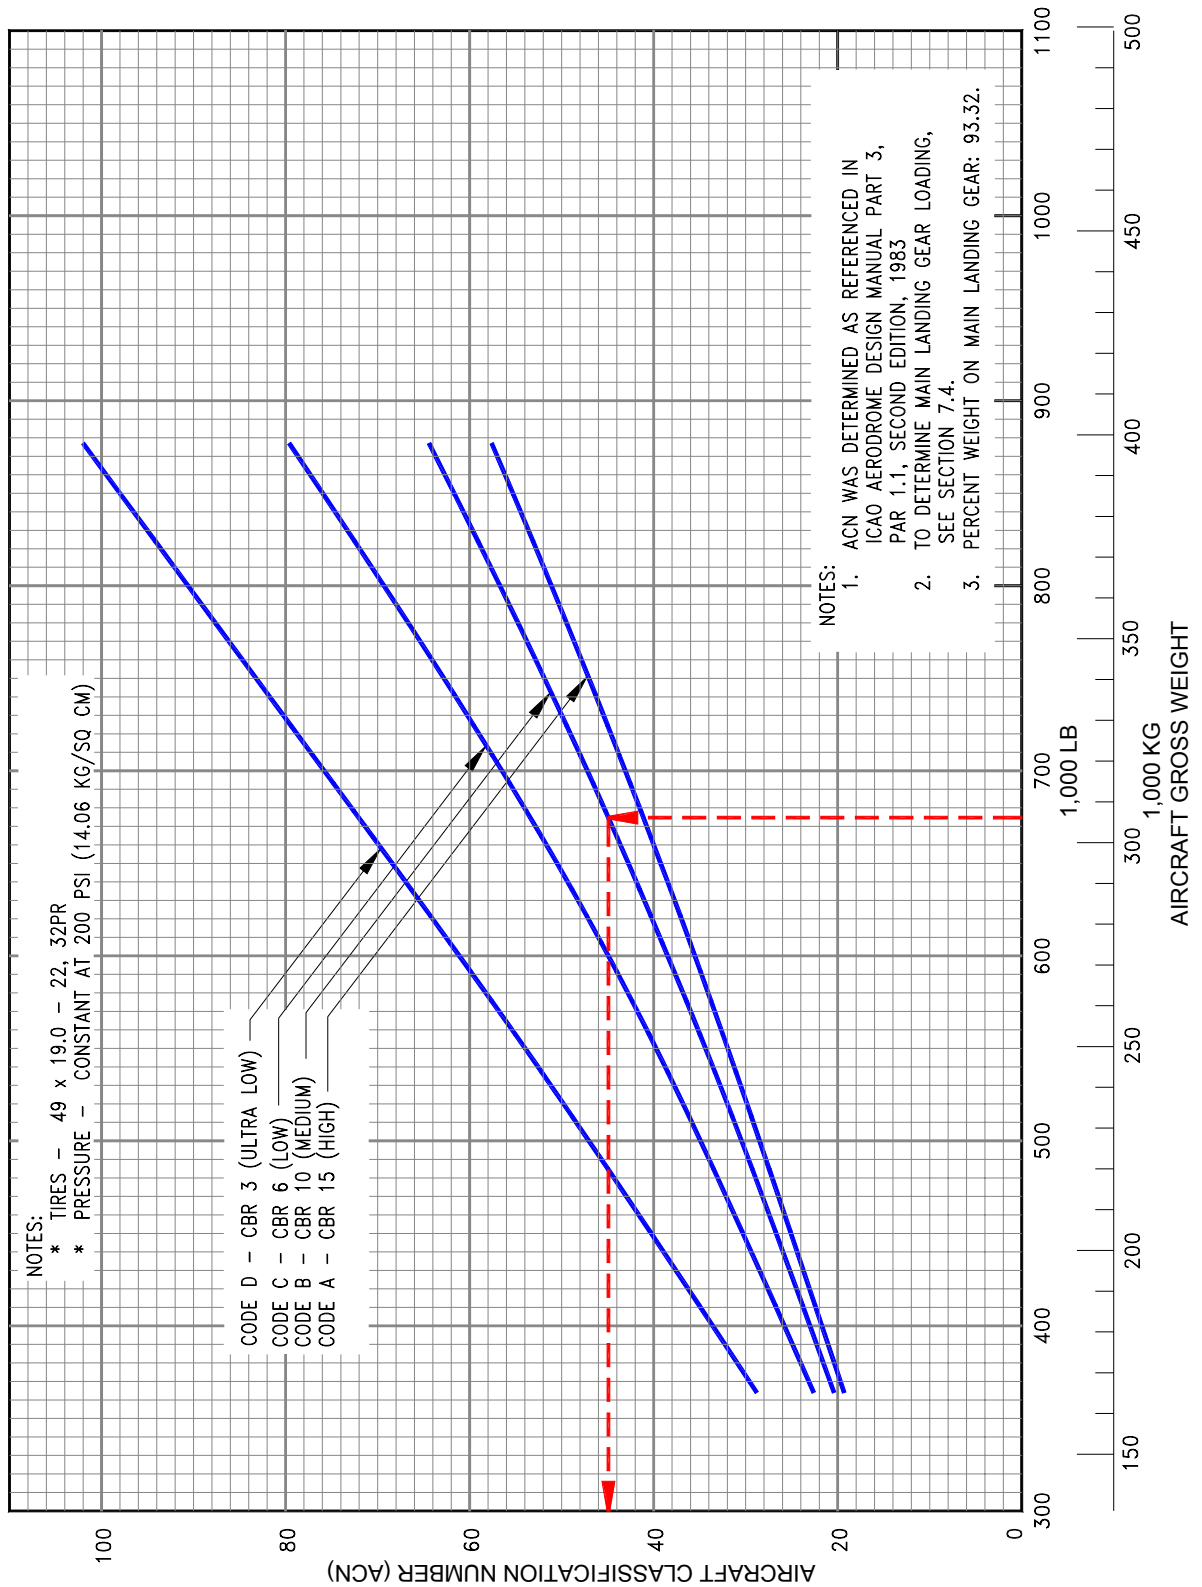 NOTES:
* TIRES - 49 x 19.0 - 22, 32PR
* PRESSURE - CONSTANT AT 200 PSI (14.06 KG/SQ CM)
CODE D - CBR 3 (ULTRA LOW)
CODE C - CBR 6 (LOW)
CODE B - CBR 10 (MEDIUM)
CODE A - CBR 15 (HIGH)
AIRCRAFT CLASSIFICATION NUMBER (ACN)
100
80
60
40
20
0
NOTES:
1. ACN WAS DETERMINED AS REFERENCED IN
ICAO AERODROME DESIGN MANUAL PART 3,
PAR 1.1, SECOND EDITION, 1983
2. TO DETERMINE MAIN LANDING GEAR LOADING,
SEE SECTION 7.4.
3. PERCENT WEIGHT ON MAIN LANDING GEAR: 93.32.
300 400 500 600 700 800 900 1000 1100
1,000 LB
150 200 250 300 350 400 450 500
1,000 KG
AIRCRAFT GROSS WEIGHT